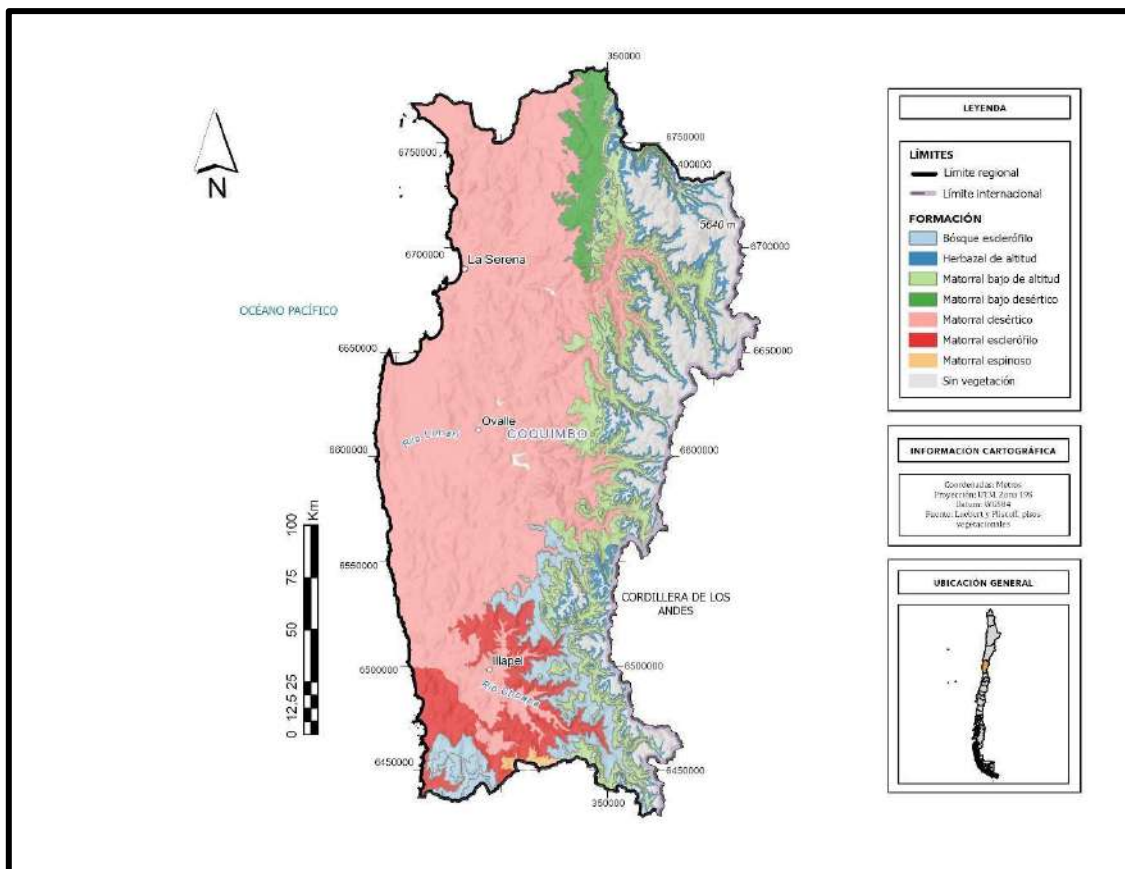 350000
N
6750000
6750000
400000
5640 m
6700000
6700000
La Serena
OCÉANO PACÍFICO
6650000
6650000
Ovalle
COQUIMBO
Río Limarí
6600000
6600000
100
Km
75
50
25
12,5
0
6550000
CORDILLERA DE LOS
ANDES
Illapel
6500000
6500000
Río Choapa
6450000
6450000
350000
LEYENDA
LÍMITES
Límite regional
Límite internacional
FORMACIÓN
Bósque esclerófilo
Herbazal de altitud
Matorral bajo de altitud
Matorral bajo desértico
Matorral desértico
Matorral esclerófilo
Matorral espinoso
Sin vegetación
INFORMACIÓN CARTOGRÁFICA
Coordenadas: Metros
Proyección: UTM Zona 19S
Datum: WGS84
Fuente: Luebert y Pliscoff, pisos
vegetacionales
UBICACIÓN GENERAL